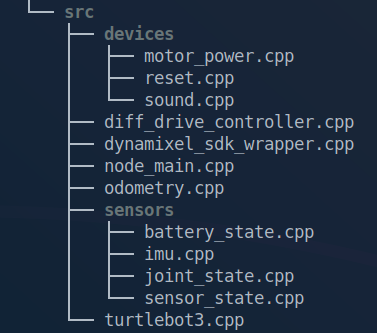 src
devices
motor_power.cpp
reset.cpp
sound.cpp
diff_drive_controller.cpp
dynamixel_sdk_wrapper.cpp
node_main.cpp
odometry.cpp
sensors
battery_state.cpp
imu.cpp
joint_state.cpp
sensor_state.cpp
turtlebot3.cpp